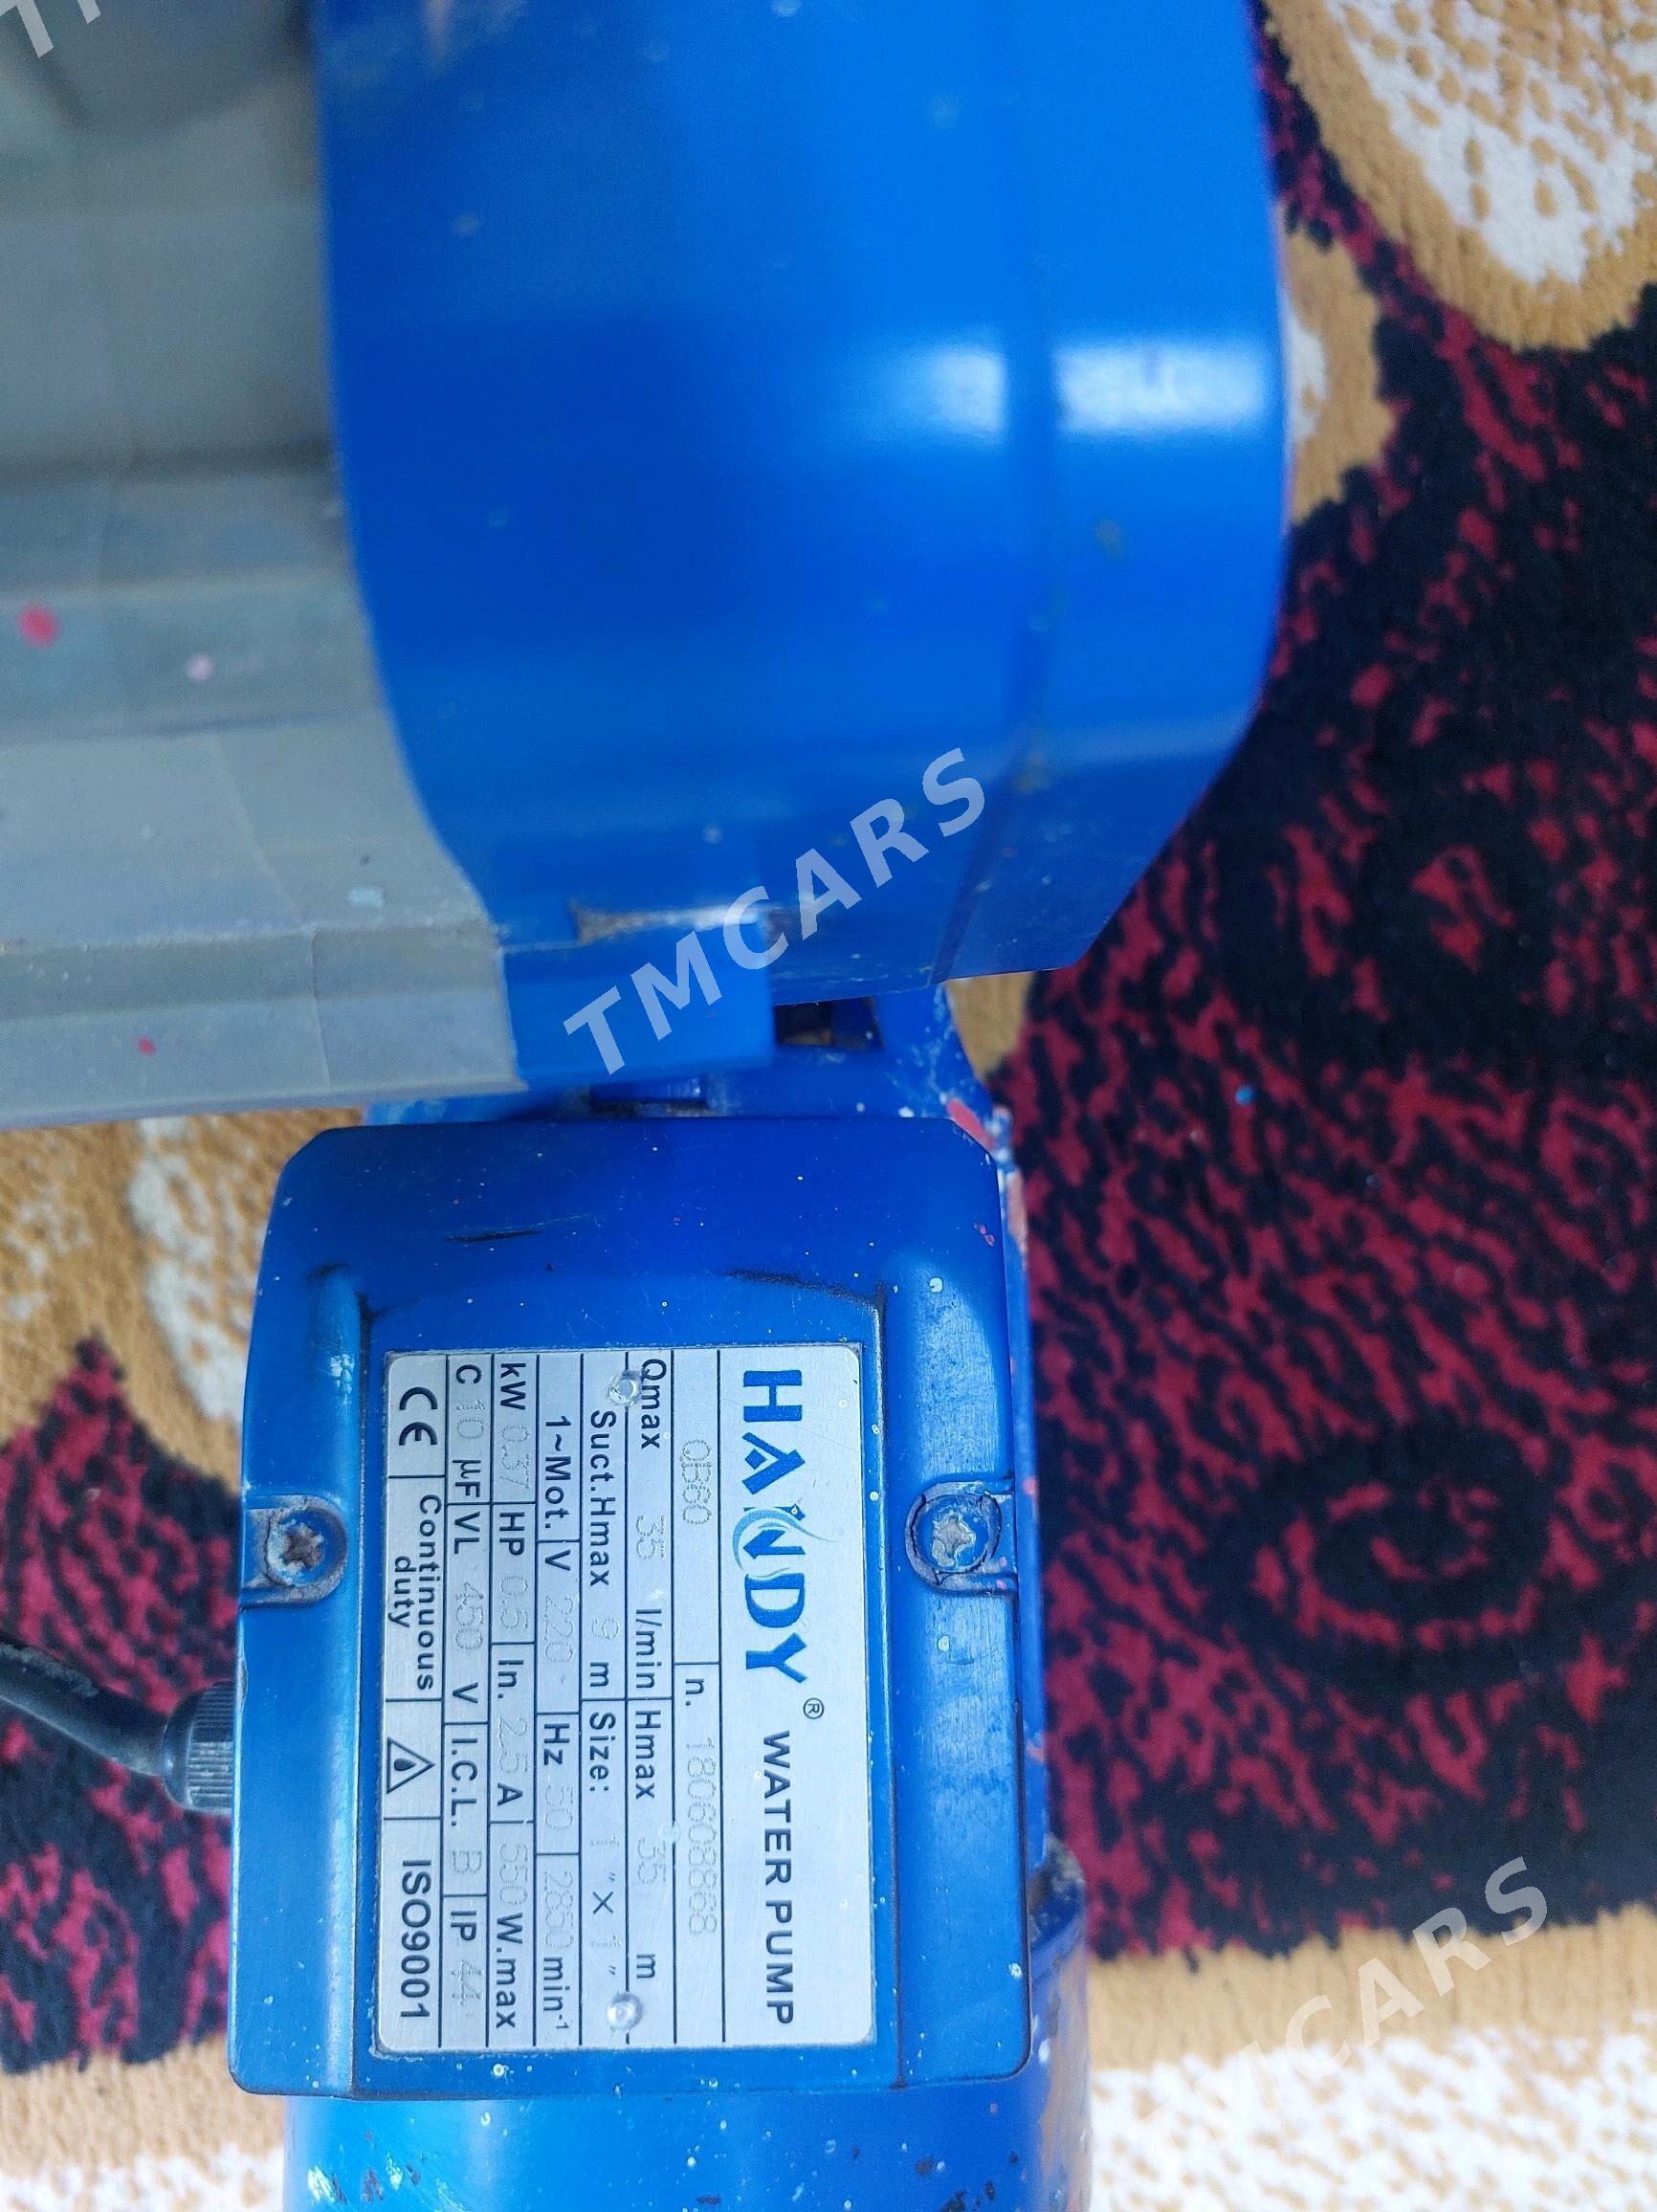 HANDY® WATER PUMP
QB60 n. 180608868
Qmax 35 l/min Hmax 35 m
Suct.Hmax 9 m Size: 1 "× 1 "
1~Mot. V 220 Hz 50 2850 min⁻¹
kW 0.37 HP 0.5 In. 2.5 A 550 W.max
C 10 µF VL 450 V I.C.L. B IP 44
CE Continuous duty ISO9001
TMCARS
TMCARS